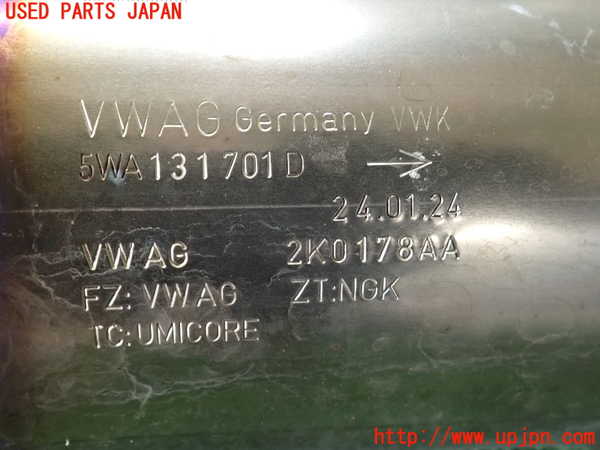 USED PARTS JAPAN
VWAG Germany VWK
5WA131701D →
24.01.24
VWAG 2K0178AA
FZ: VWAG ZT:NGK
TC:UMICORE
http://www.upjpn.com/